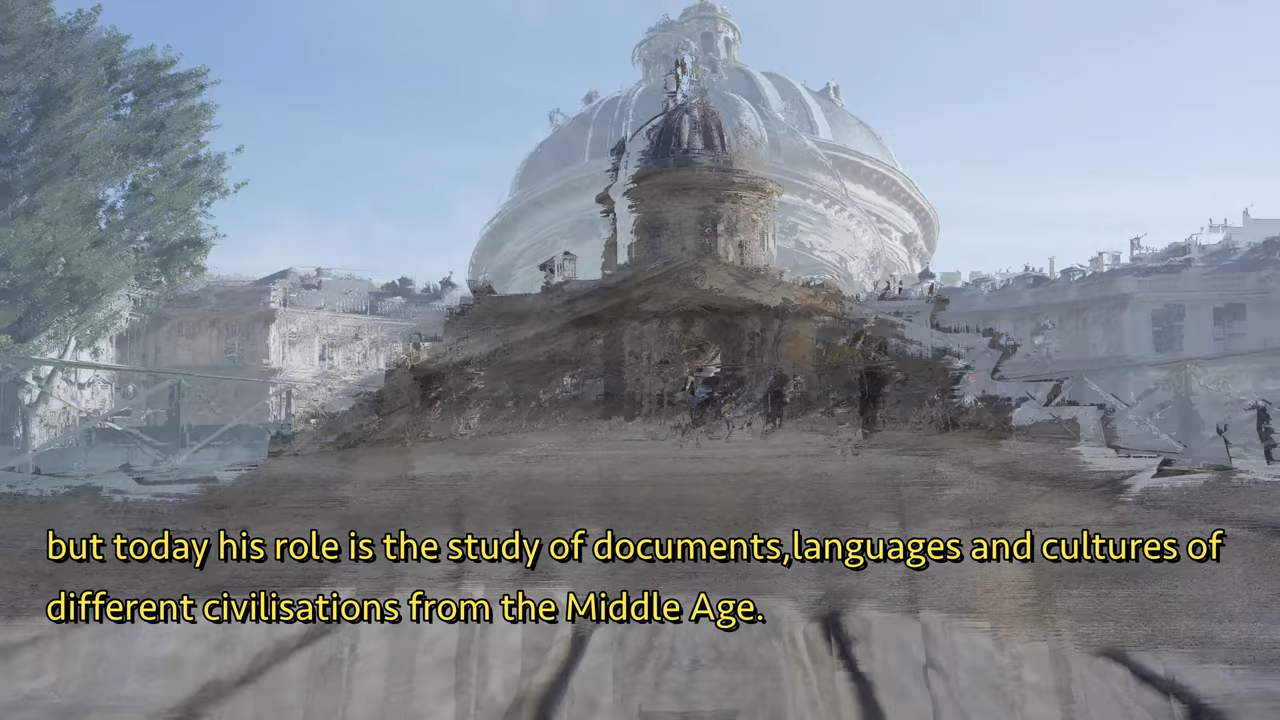 but today his role is the study of documents,languages and cultures of
different civilisations from the Middle Age.